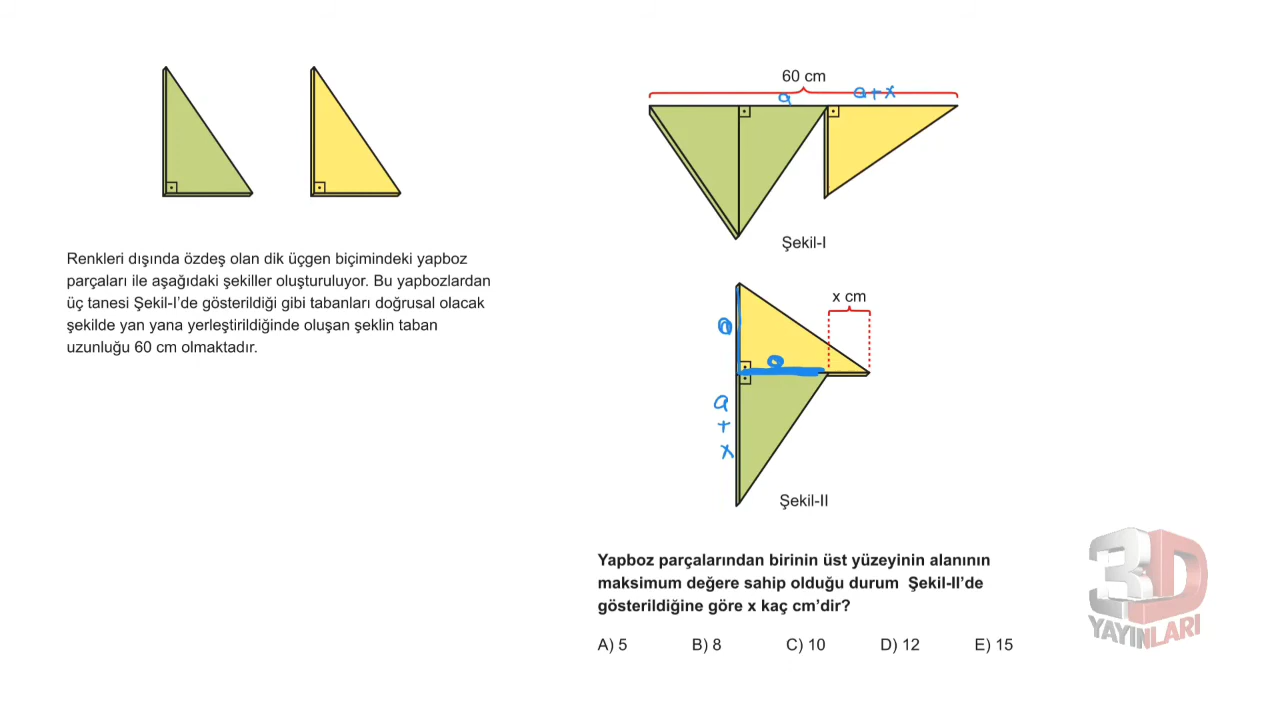 60 cm
a
a+x
Şekil-I
Renkleri dışında özdeş olan dik üçgen biçimindeki yapboz
parçaları ile aşağıdaki şekiller oluşturuluyor. Bu yapbozlardan
üç tanesi Şekil-I’de gösterildiği gibi tabanları doğrusal olacak
şekilde yan yana yerleştirildiğinde oluşan şeklin taban
uzunluğu 60 cm olmaktadır.
x cm
a
a
a
+
x
Şekil-II
Yapboz parçalarından birinin üst yüzeyinin alanının
maksimum değere sahip olduğu durum Şekil-II’de
gösterildiğine göre x kaç cm’dir?
A) 5 B) 8 C) 10 D) 12 E) 15
3D
YAYINLARI